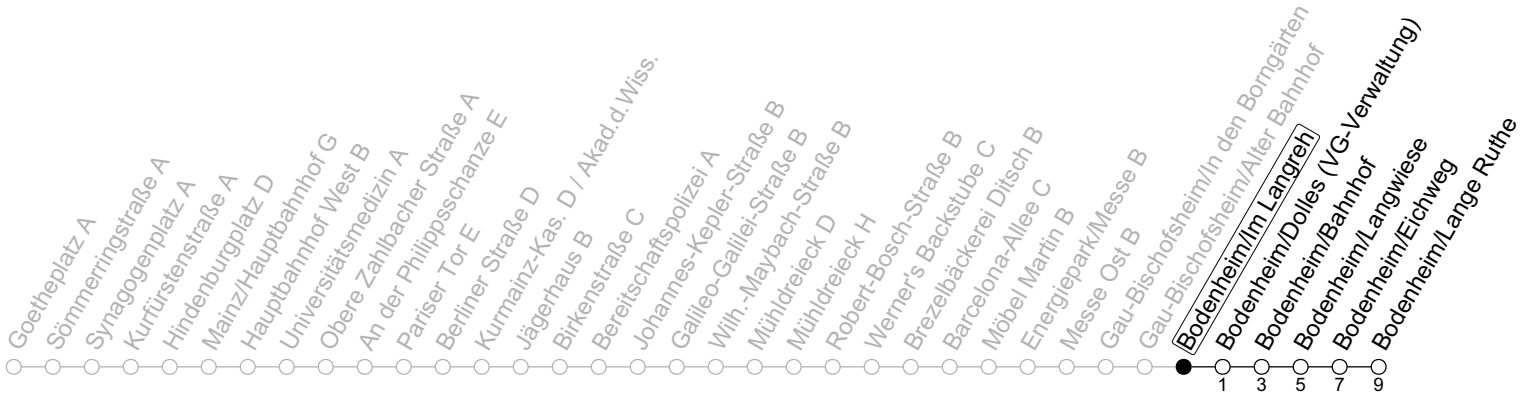 Goetheplatz A
Sömmerringstraße A
Synagogenplatz A
Kurfürstenstraße A
Hindenburgplatz D
Mainz/Hauptbahnhof G
Hauptbahnhof West B
Universitätsmedizin A
Obere Zahlbacher Straße A
An der Philippsschanze E
Pariser Tor E
Berliner Straße D
Kurmainz-Kas. D / Akad.d.Wiss.
Jägerhaus B
Birkenstraße C
Bereitschaftspolizei A
Johannes-Kepler-Straße B
Galileo-Galilei-Straße B
Wilh.-Maybach-Straße B
Mühldreieck D
Mühldreieck H
Robert-Bosch-Straße B
Werner's Backstube C
Brezelbäckerei Ditsch B
Barcelona-Allee C
Möbel Martin B
Energiepark/Messe B
Messe Ost B
Gau-Bischofsheim/In den Borngärten
Gau-Bischofsheim/Alter Bahnhof
Bodenheim/Im Langreh
Bodenheim/Dolles (VG-Verwaltung)
Bodenheim/Bahnhof
Bodenheim/Langwiese
Bodenheim/Eichweg
Bodenheim/Lange Ruthe
1 3 5 7 9